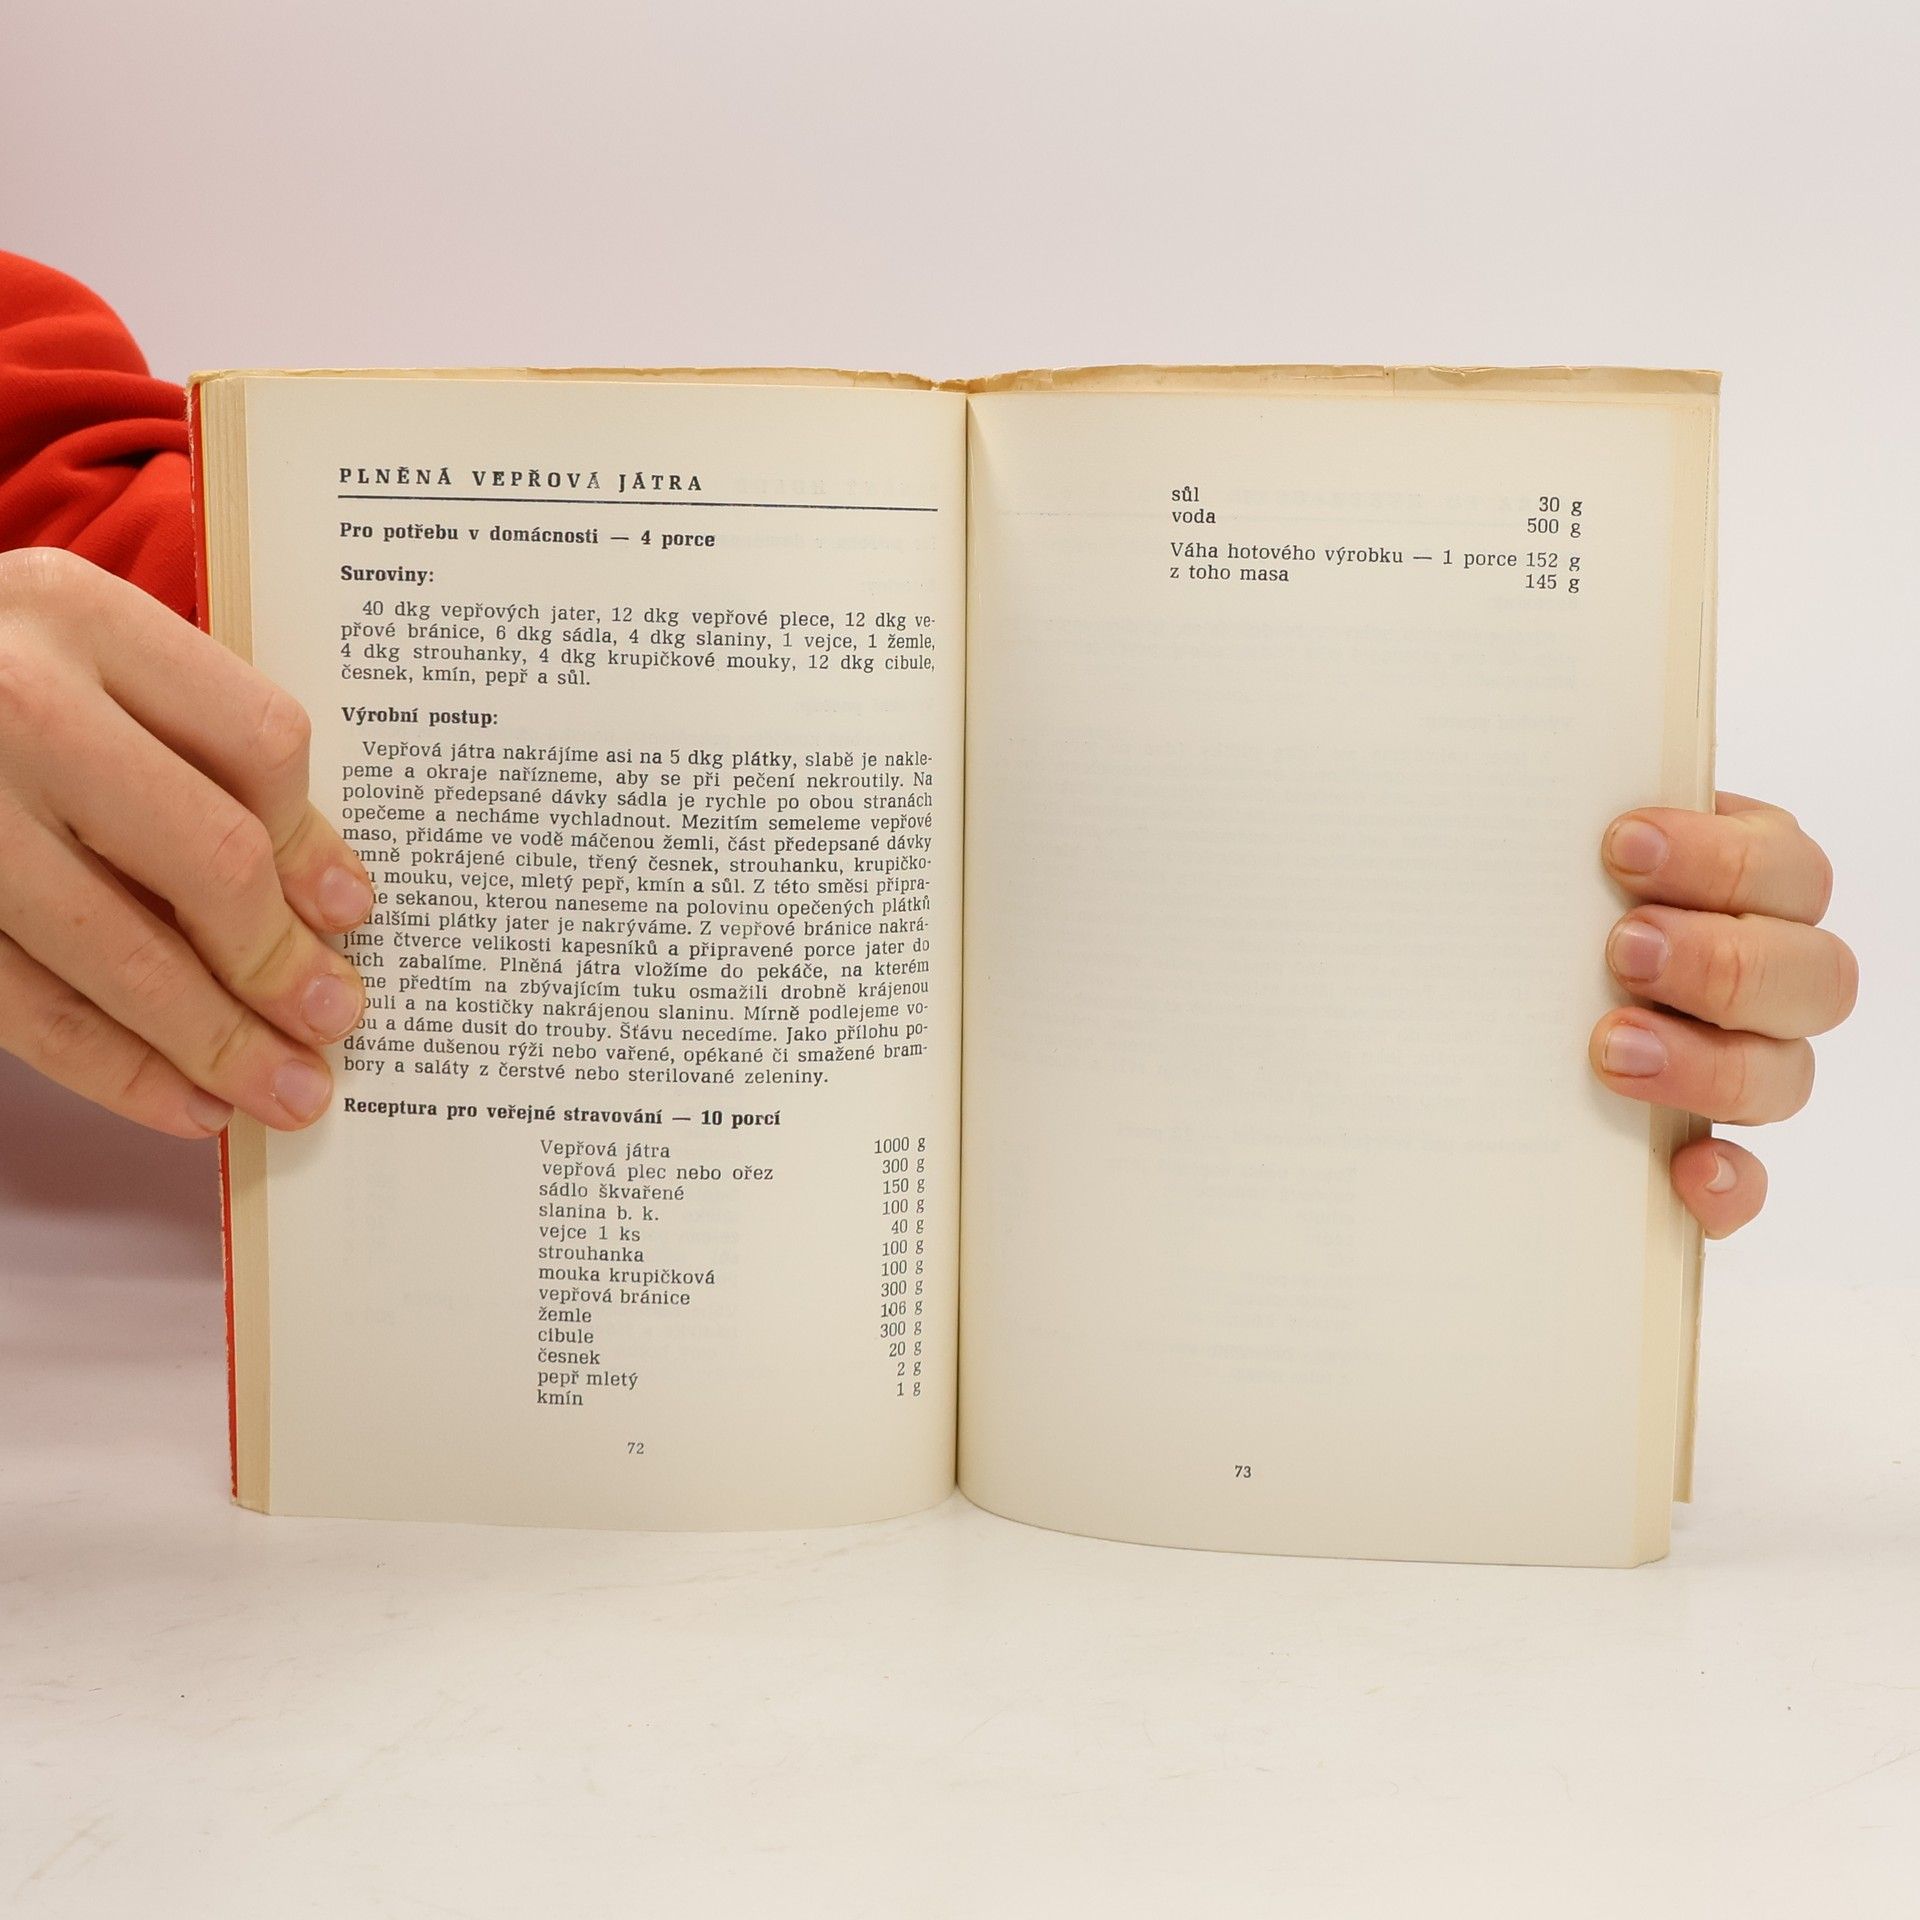 PLNĚNÁ VEPŘOVÁ JÁTRA
Pro potřebu v domácnosti — 4 porce
Suroviny:
40 dkg vepřových jater, 12 dkg vepřové plece, 12 dkg ve-
přové bránice, 6 dkg sádla, 4 dkg slaniny, 1 vejce, 1 žemle,
4 dkg strouhanky, 4 dkg krupičkové mouky, 12 dkg cibule,
česnek, kmín, pepř a sůl.
Výrobní postup:
Vepřová játra nakrájíme asi na 5 dkg plátky, slabě je nakle-
peme a okraje nařízneme, aby se při pečení nekroutily. Na
polovině předepsané dávky sádla je rychle po obou stranách
opečeme a necháme vychladnout. Mezitím semeleme vepřové
maso, přidáme ve vodě máčenou žemli, část předepsané dávky
pokrájené cibule, třený česnek, strouhanku, krupičko-
mouku, vejce, mletý pepř, kmín a sůl. Z této směsi připra-
sekanou, kterou naneseme na polovinu opečených plátků
dalšími plátky jater je nakrýváme. Z vepřové bránice nakrá-
jíme čtverce velikosti kapesníků a připravené porce jater do
nich zabalíme. Plněná játra vložíme do pekáče, na kterém
předtím na zbývajícím tuku osmažili drobně krájenou
a na kostičky nakrájenou slaninu. Mírně podlejeme vo-
a dáme dusit do trouby. Šťávu necedíme. Jako přílohu po-
dáváme dušenou rýži nebo vařené, opékané či smažené bram-
bory a saláty z čerstvé nebo sterilované zeleniny.
Receptura pro veřejné stravování — 10 porcí
Vepřová játra 1000 g
vepřová plec nebo ořez 300 g
sádlo škvařené 150 g
slanina b. k. 100 g
vejce 1 ks 40 g
strouhanka 100 g
mouka krupičková 100 g
vepřová bránice 300 g
žemle 106 g
cibule 300 g
česnek 20 g
pepř mletý 2 g
kmín 1 g
72
sůl 30 g
voda 500 g
Váha hotového výrobku — 1 porce 152 g
z toho masa 145 g
73